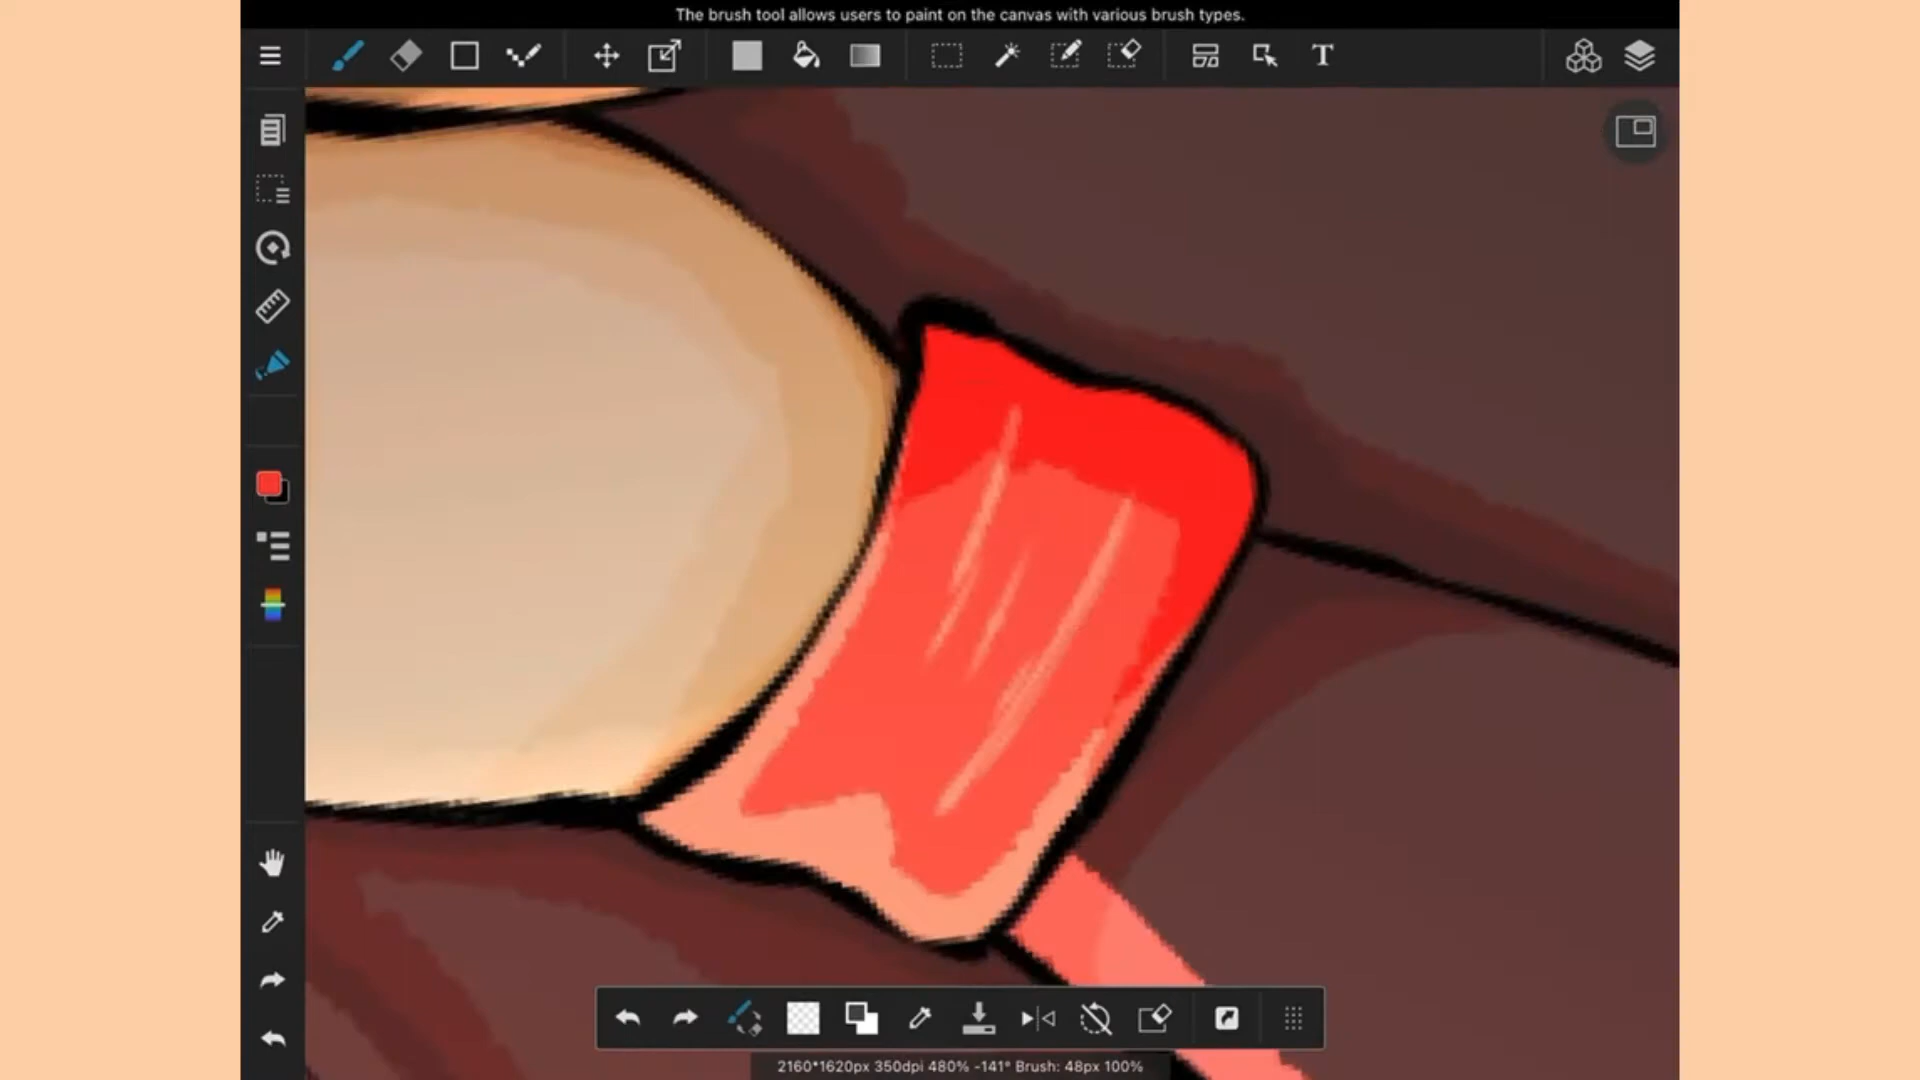 The brush tool allows users to paint on the canvas with various brush types.
T
2160*1620px 350dpi 480% -141° Brush: 48px 100%